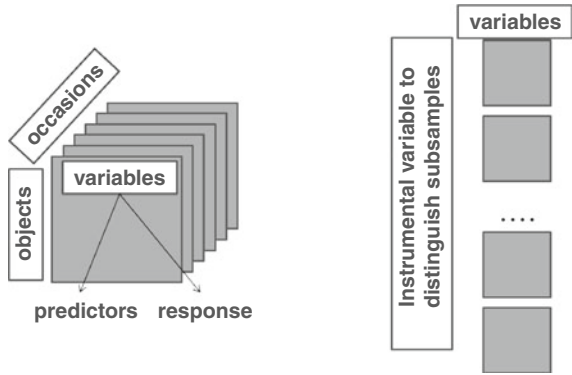 occasions
objects
variables
predictors
response
variables
Instrumental variable to
distinguish subsamples
....